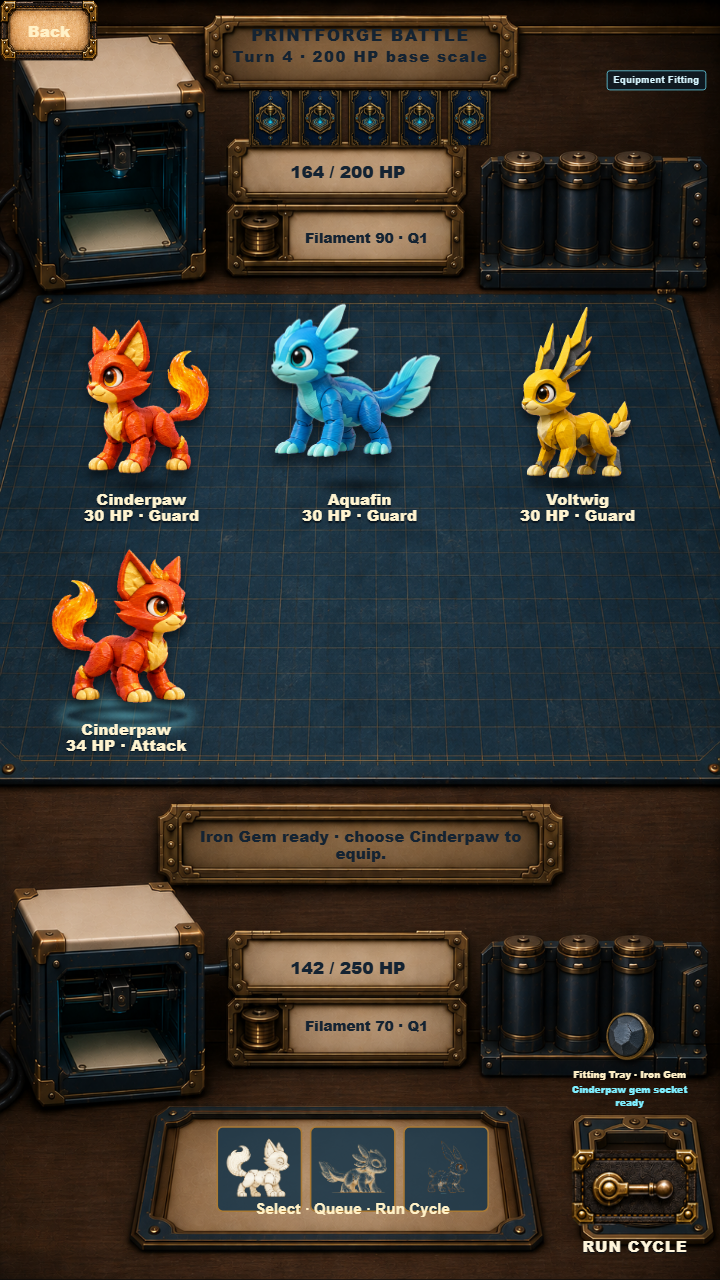 Back
PRINTFORGE BATTLE
Turn 4 · 200 HP base scale
Equipment Fitting
164 / 200 HP
Filament 90 · Q1
Cinderpaw
30 HP · Guard
Aquafin
30 HP · Guard
Voltwig
30 HP · Guard
Cinderpaw
34 HP · Attack
Iron Gem ready · choose Cinderpaw to
equip.
142 / 250 HP
Filament 70 · Q1
Fitting Tray · Iron Gem
Cinderpaw gem socket
ready
Select · Queue · Run Cycle
RUN CYCLE